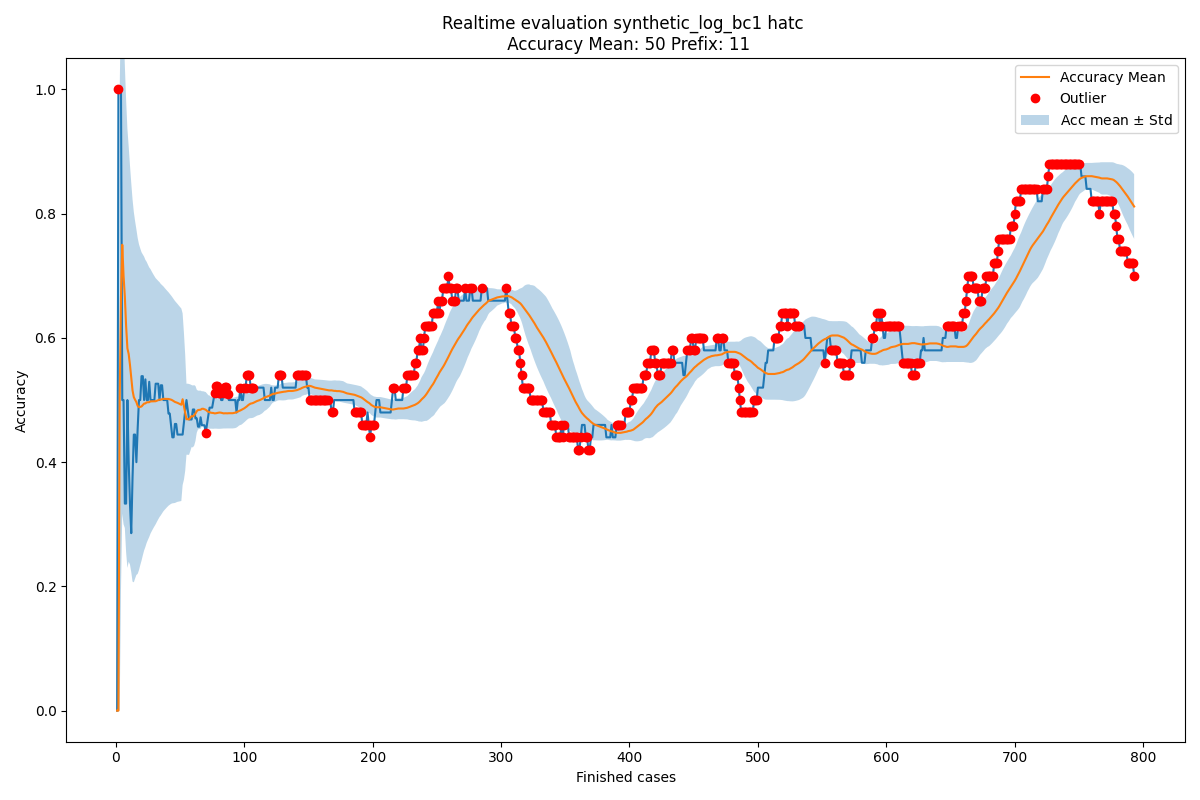 Realtime evaluation synthetic_log_bc1 hatc
Accuracy Mean: 50 Prefix: 11
Accuracy Mean
Outlier
Acc mean ± Std
1.0
0.8
0.6
0.4
0.2
0.0
Accuracy
0 100 200 300 400 500 600 700 800
Finished cases